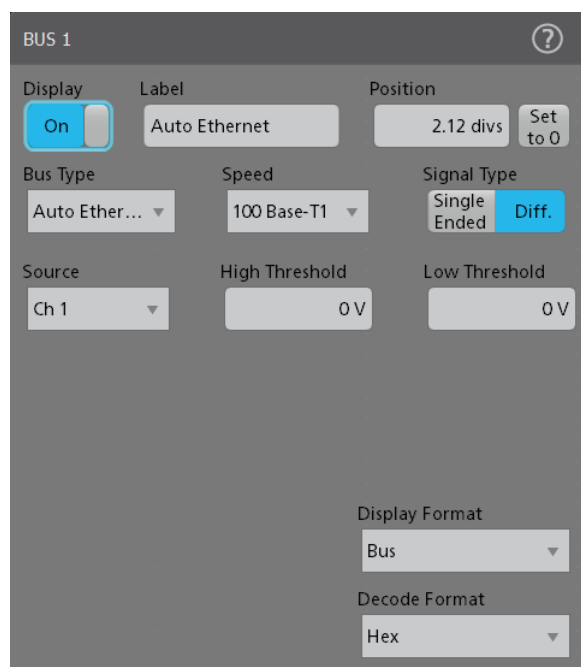 BUS 1
?
Display Label Position
On Auto Ethernet 2.12 divs Set to 0
Bus Type Speed Signal Type
Auto Ether... 100 Base-T1 Single Ended Diff.
Source High Threshold Low Threshold
Ch 1 0 V 0 V
Display Format
Bus
Decode Format
Hex